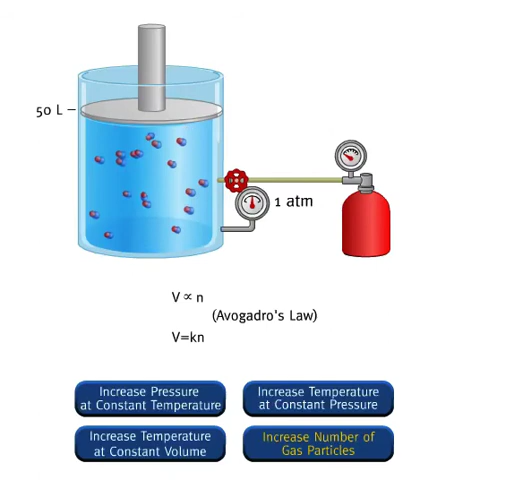 50 L
1 atm
V ∝ n
(Avogadro's Law)
V=kn
Increase Pressure
at Constant Temperature
Increase Temperature
at Constant Pressure
Increase Temperature
at Constant Volume
Increase Number of
Gas Particles